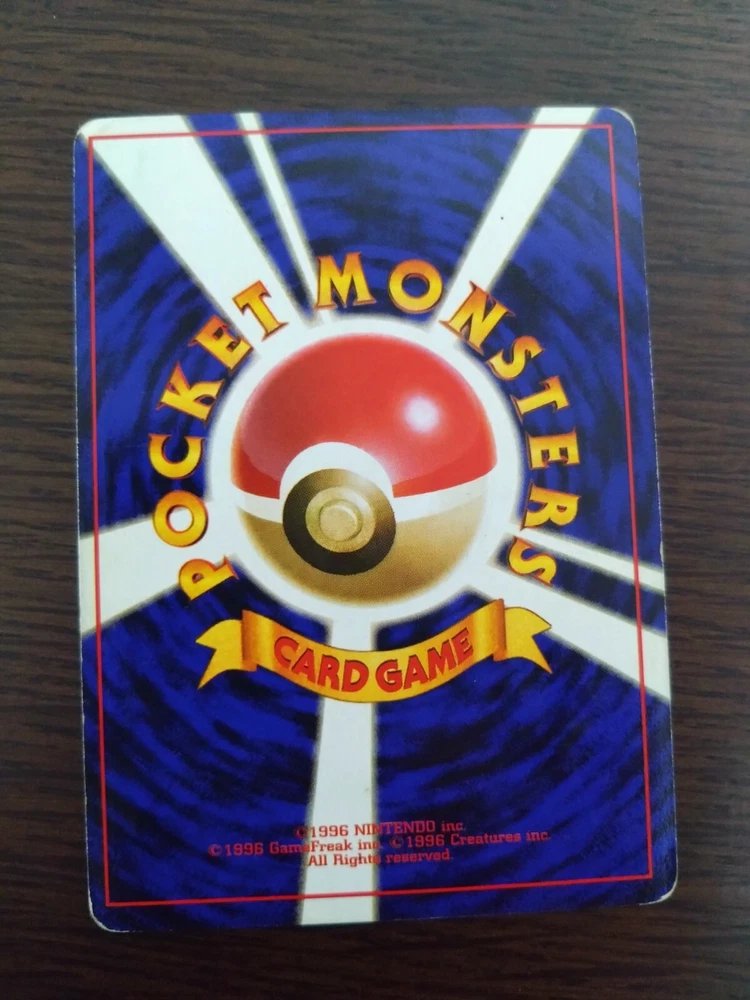 POCKET MONSTERS
CARD GAME
©1996 NINTENDO inc.
©1996 GameFreak inc. ©1996 Creatures inc.
All Rights reserved.